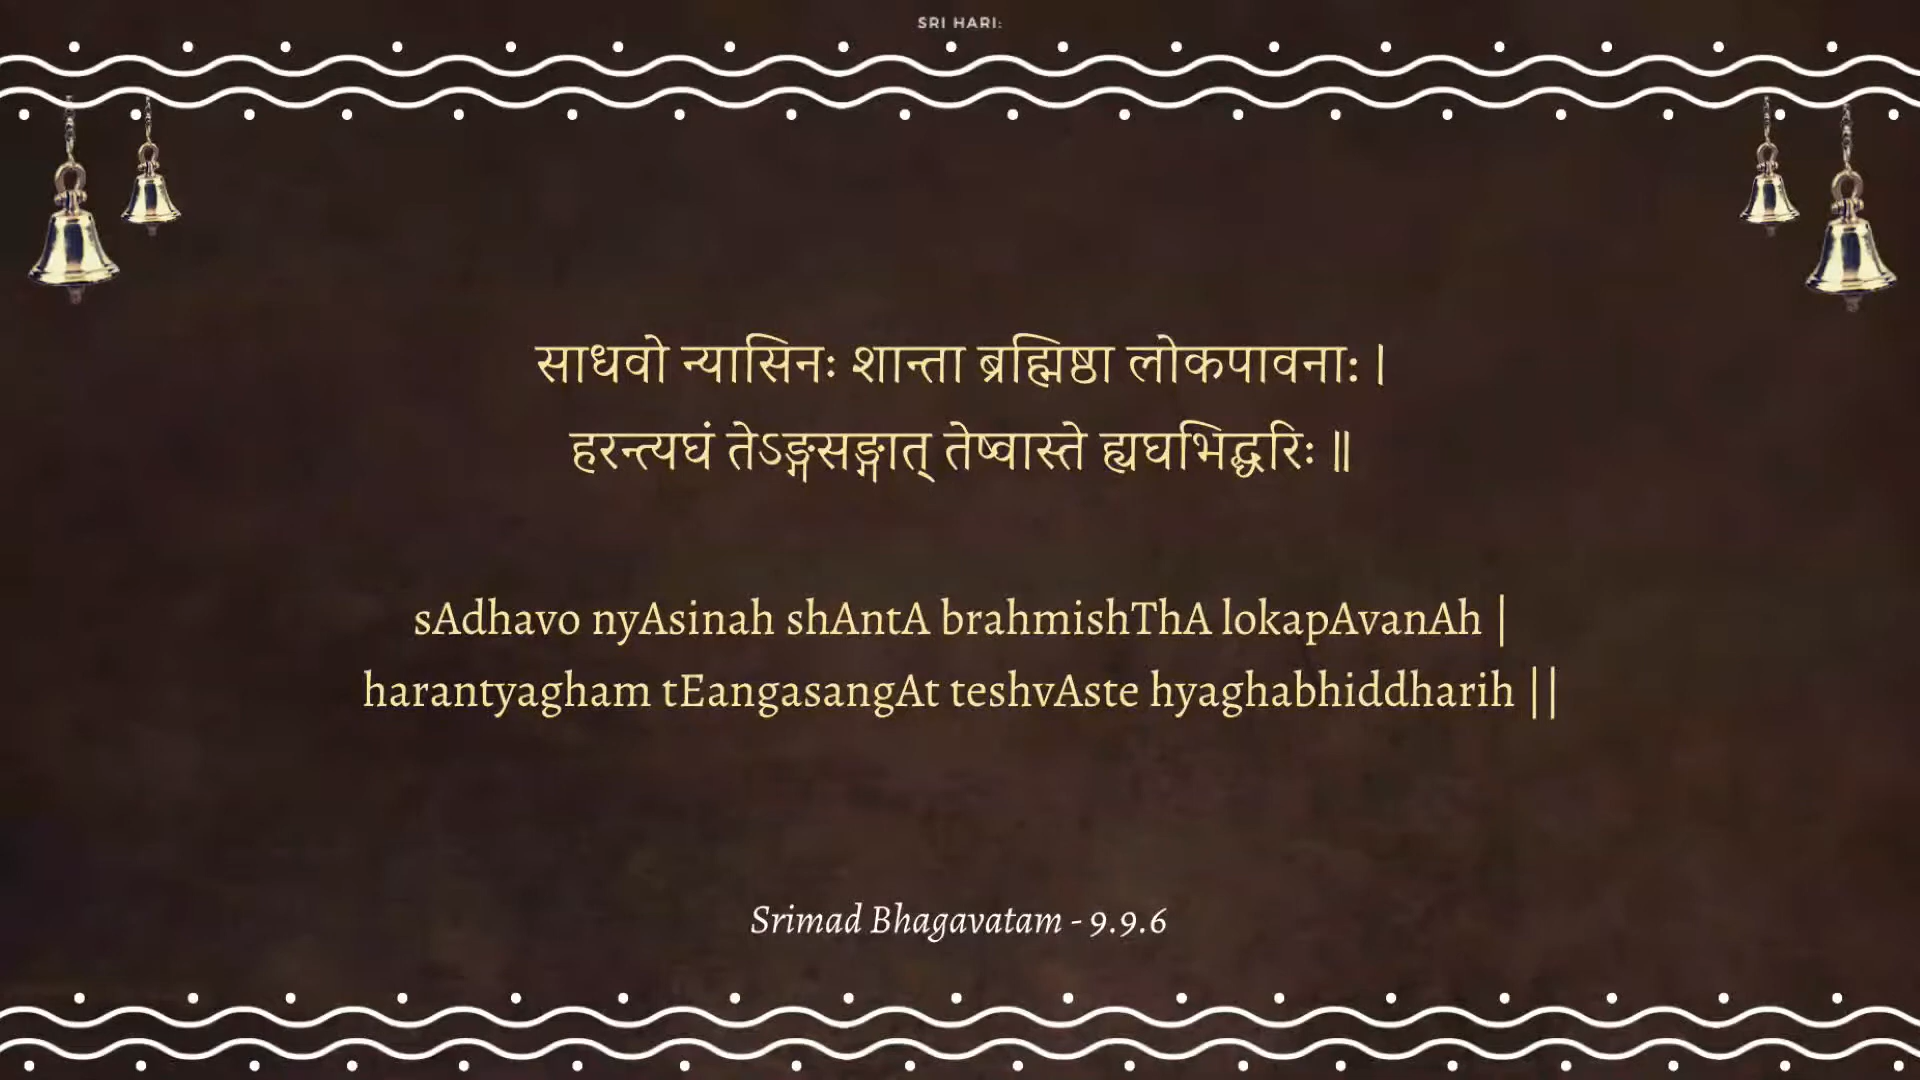 SRI HARI:
साधवो न्यासिनः शान्ता ब्रह्मिष्ठा लोकपावनाः ।
हरन्त्यघं तेऽङ्गसङ्गात् तेष्वास्ते ह्यघभिद्धरिः ॥
sAdhavo nyAsinah shAntA brahmishThA lokapAvanAh |
harantyagham tEangasangAt teshvAste hyaghabhiddharih ||
Srimad Bhagavatam - 9.9.6